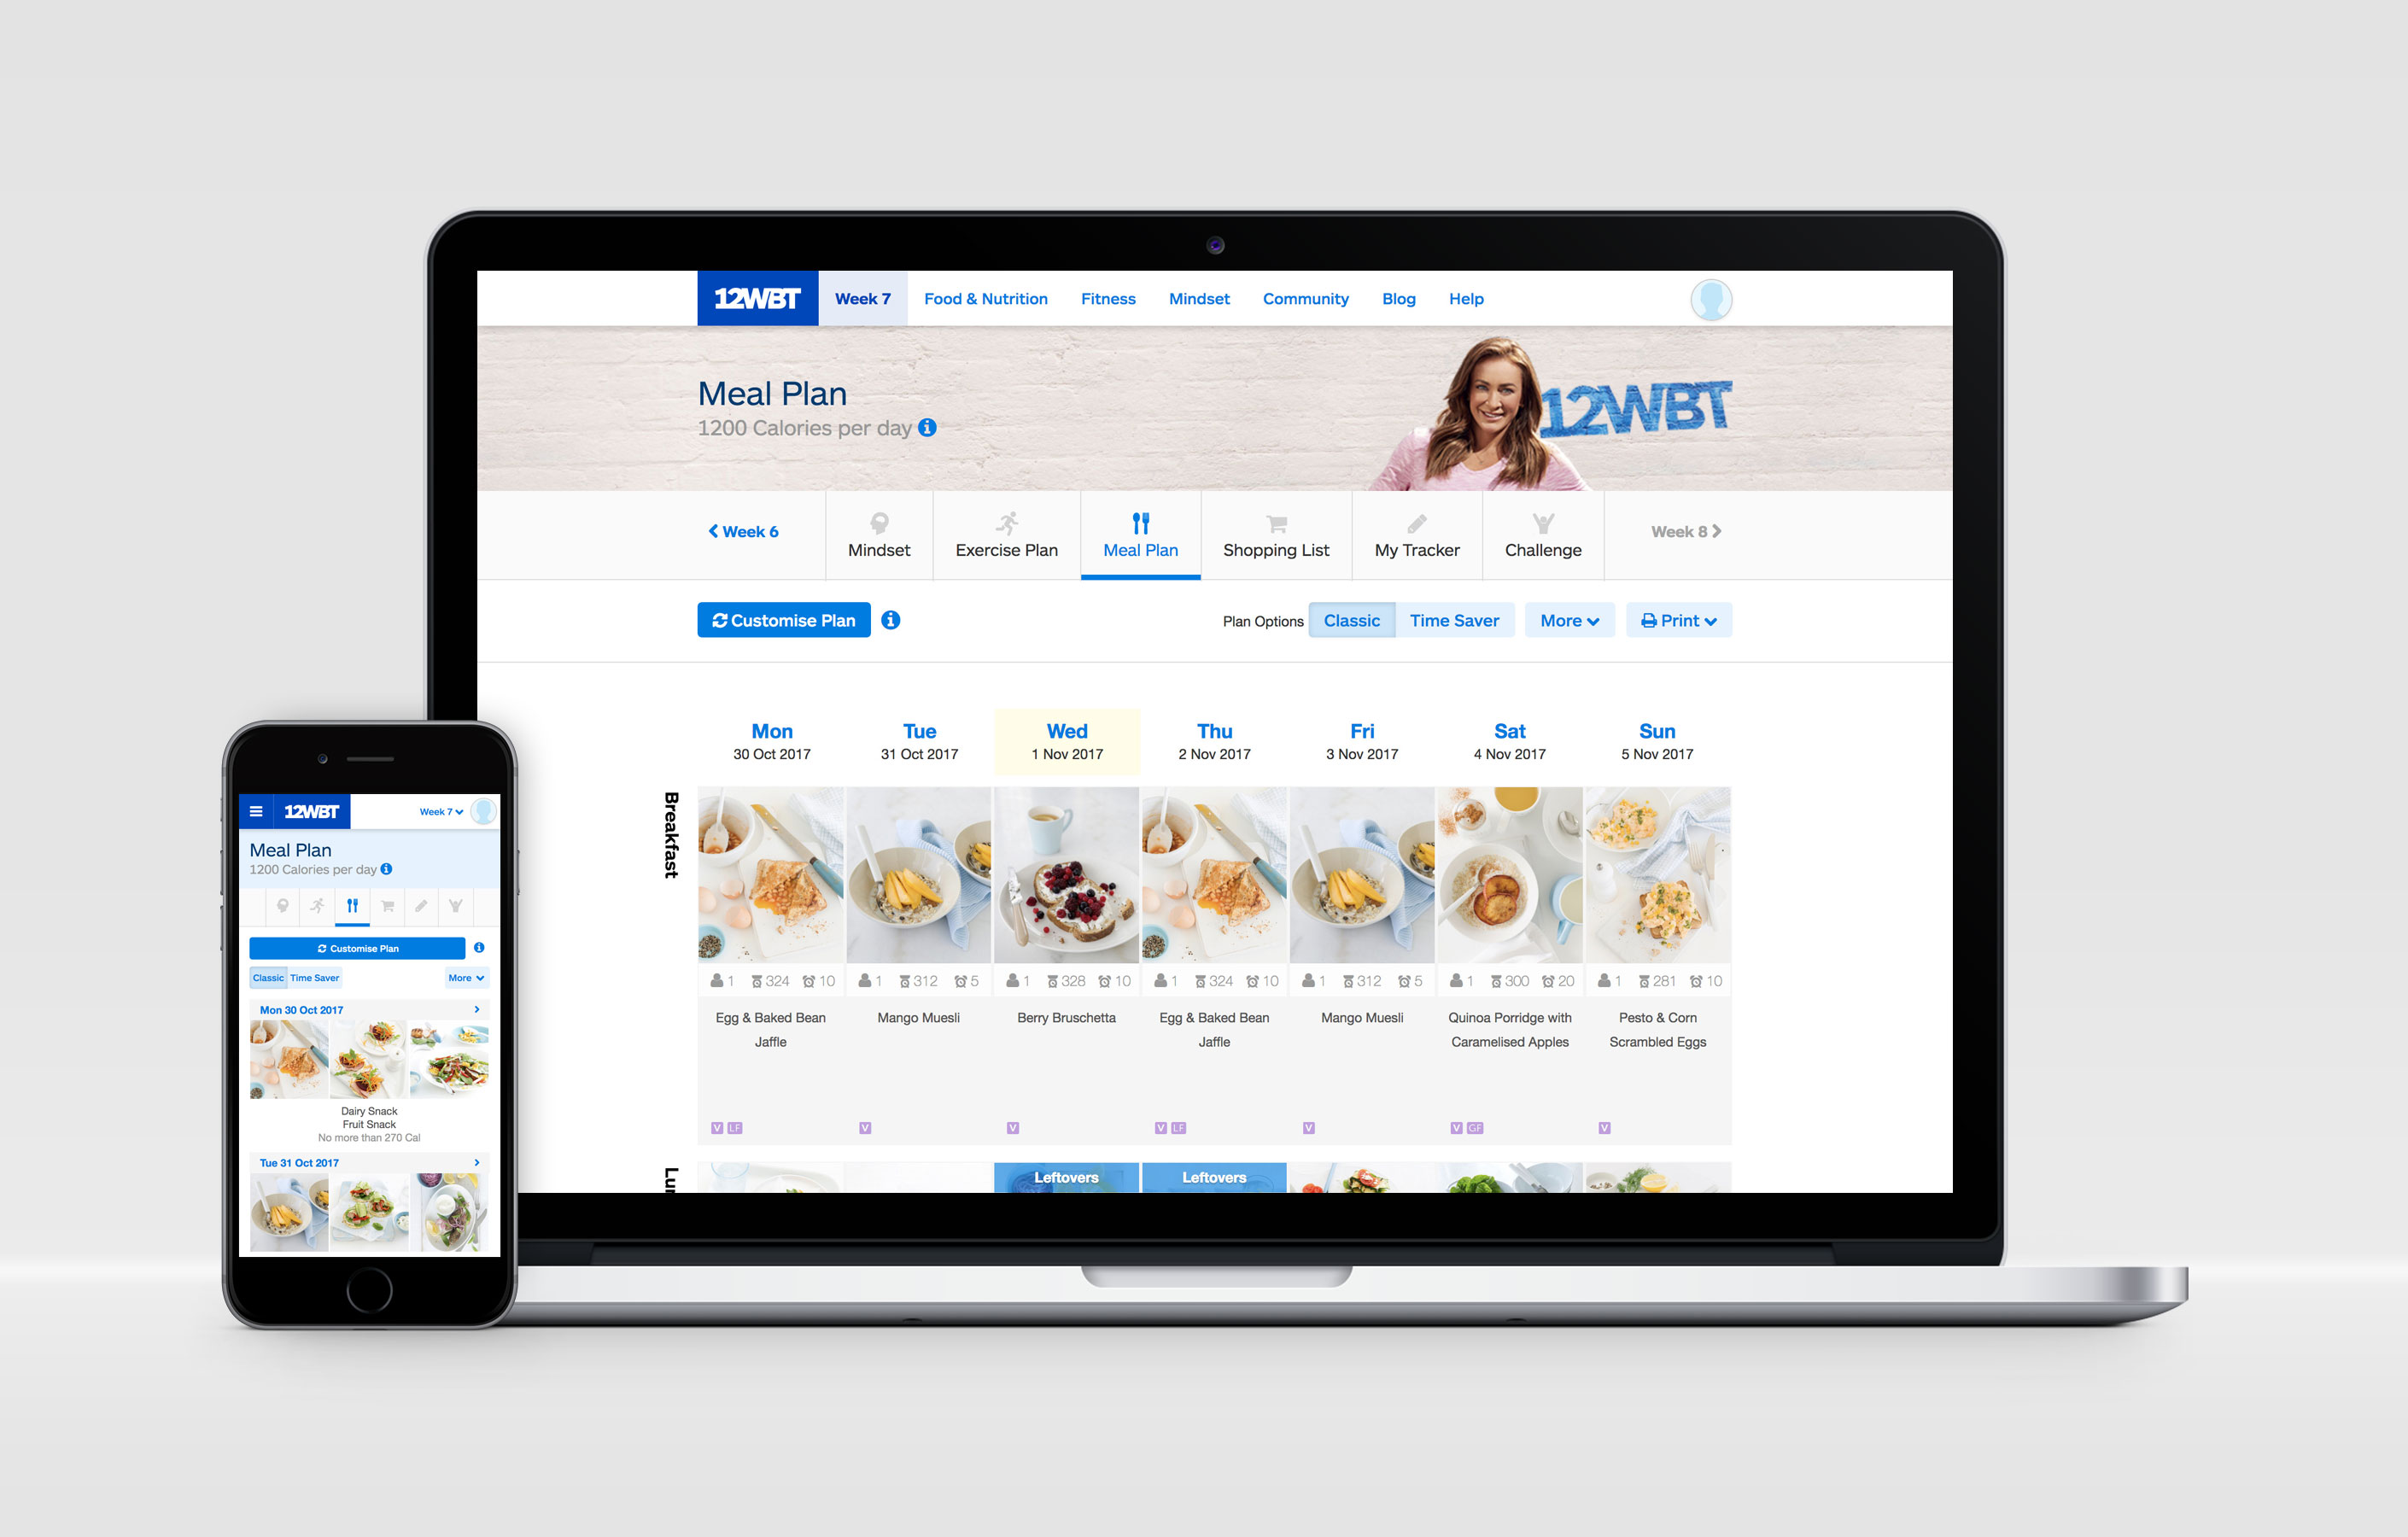 12WBT
Week 7
Food & Nutrition
Fitness
Mindset
Community
Blog
Help
Meal Plan
1200 Calories per day
12WBT
Week 6
Mindset
Exercise Plan
Meal Plan
Shopping List
My Tracker
Challenge
Week 8
Customise Plan
Plan Options
Classic
Time Saver
More
Print
Mon
30 Oct 2017
Tue
31 Oct 2017
Wed
1 Nov 2017
Thu
2 Nov 2017
Fri
3 Nov 2017
Sat
4 Nov 2017
Sun
5 Nov 2017
Breakfast
1 324 10
1 312 5
1 328 10
1 324 10
1 312 5
1 300 20
1 281 10
Egg & Baked Bean
Jaffle
Mango Muesli
Berry Bruschetta
Egg & Baked Bean
Jaffle
Mango Muesli
Quinoa Porridge with
Caramelised Apples
Pesto & Corn
Scrambled Eggs
V LF
V
V
V LF
V
V GF
V
Leftovers
Leftovers
12WBT
Week 7
Meal Plan
1200 Calories per day
Customise Plan
Classic
Time Saver
More
Mon 30 Oct 2017
Dairy Snack
Fruit Snack
No more than 270 Cal
Tue 31 Oct 2017